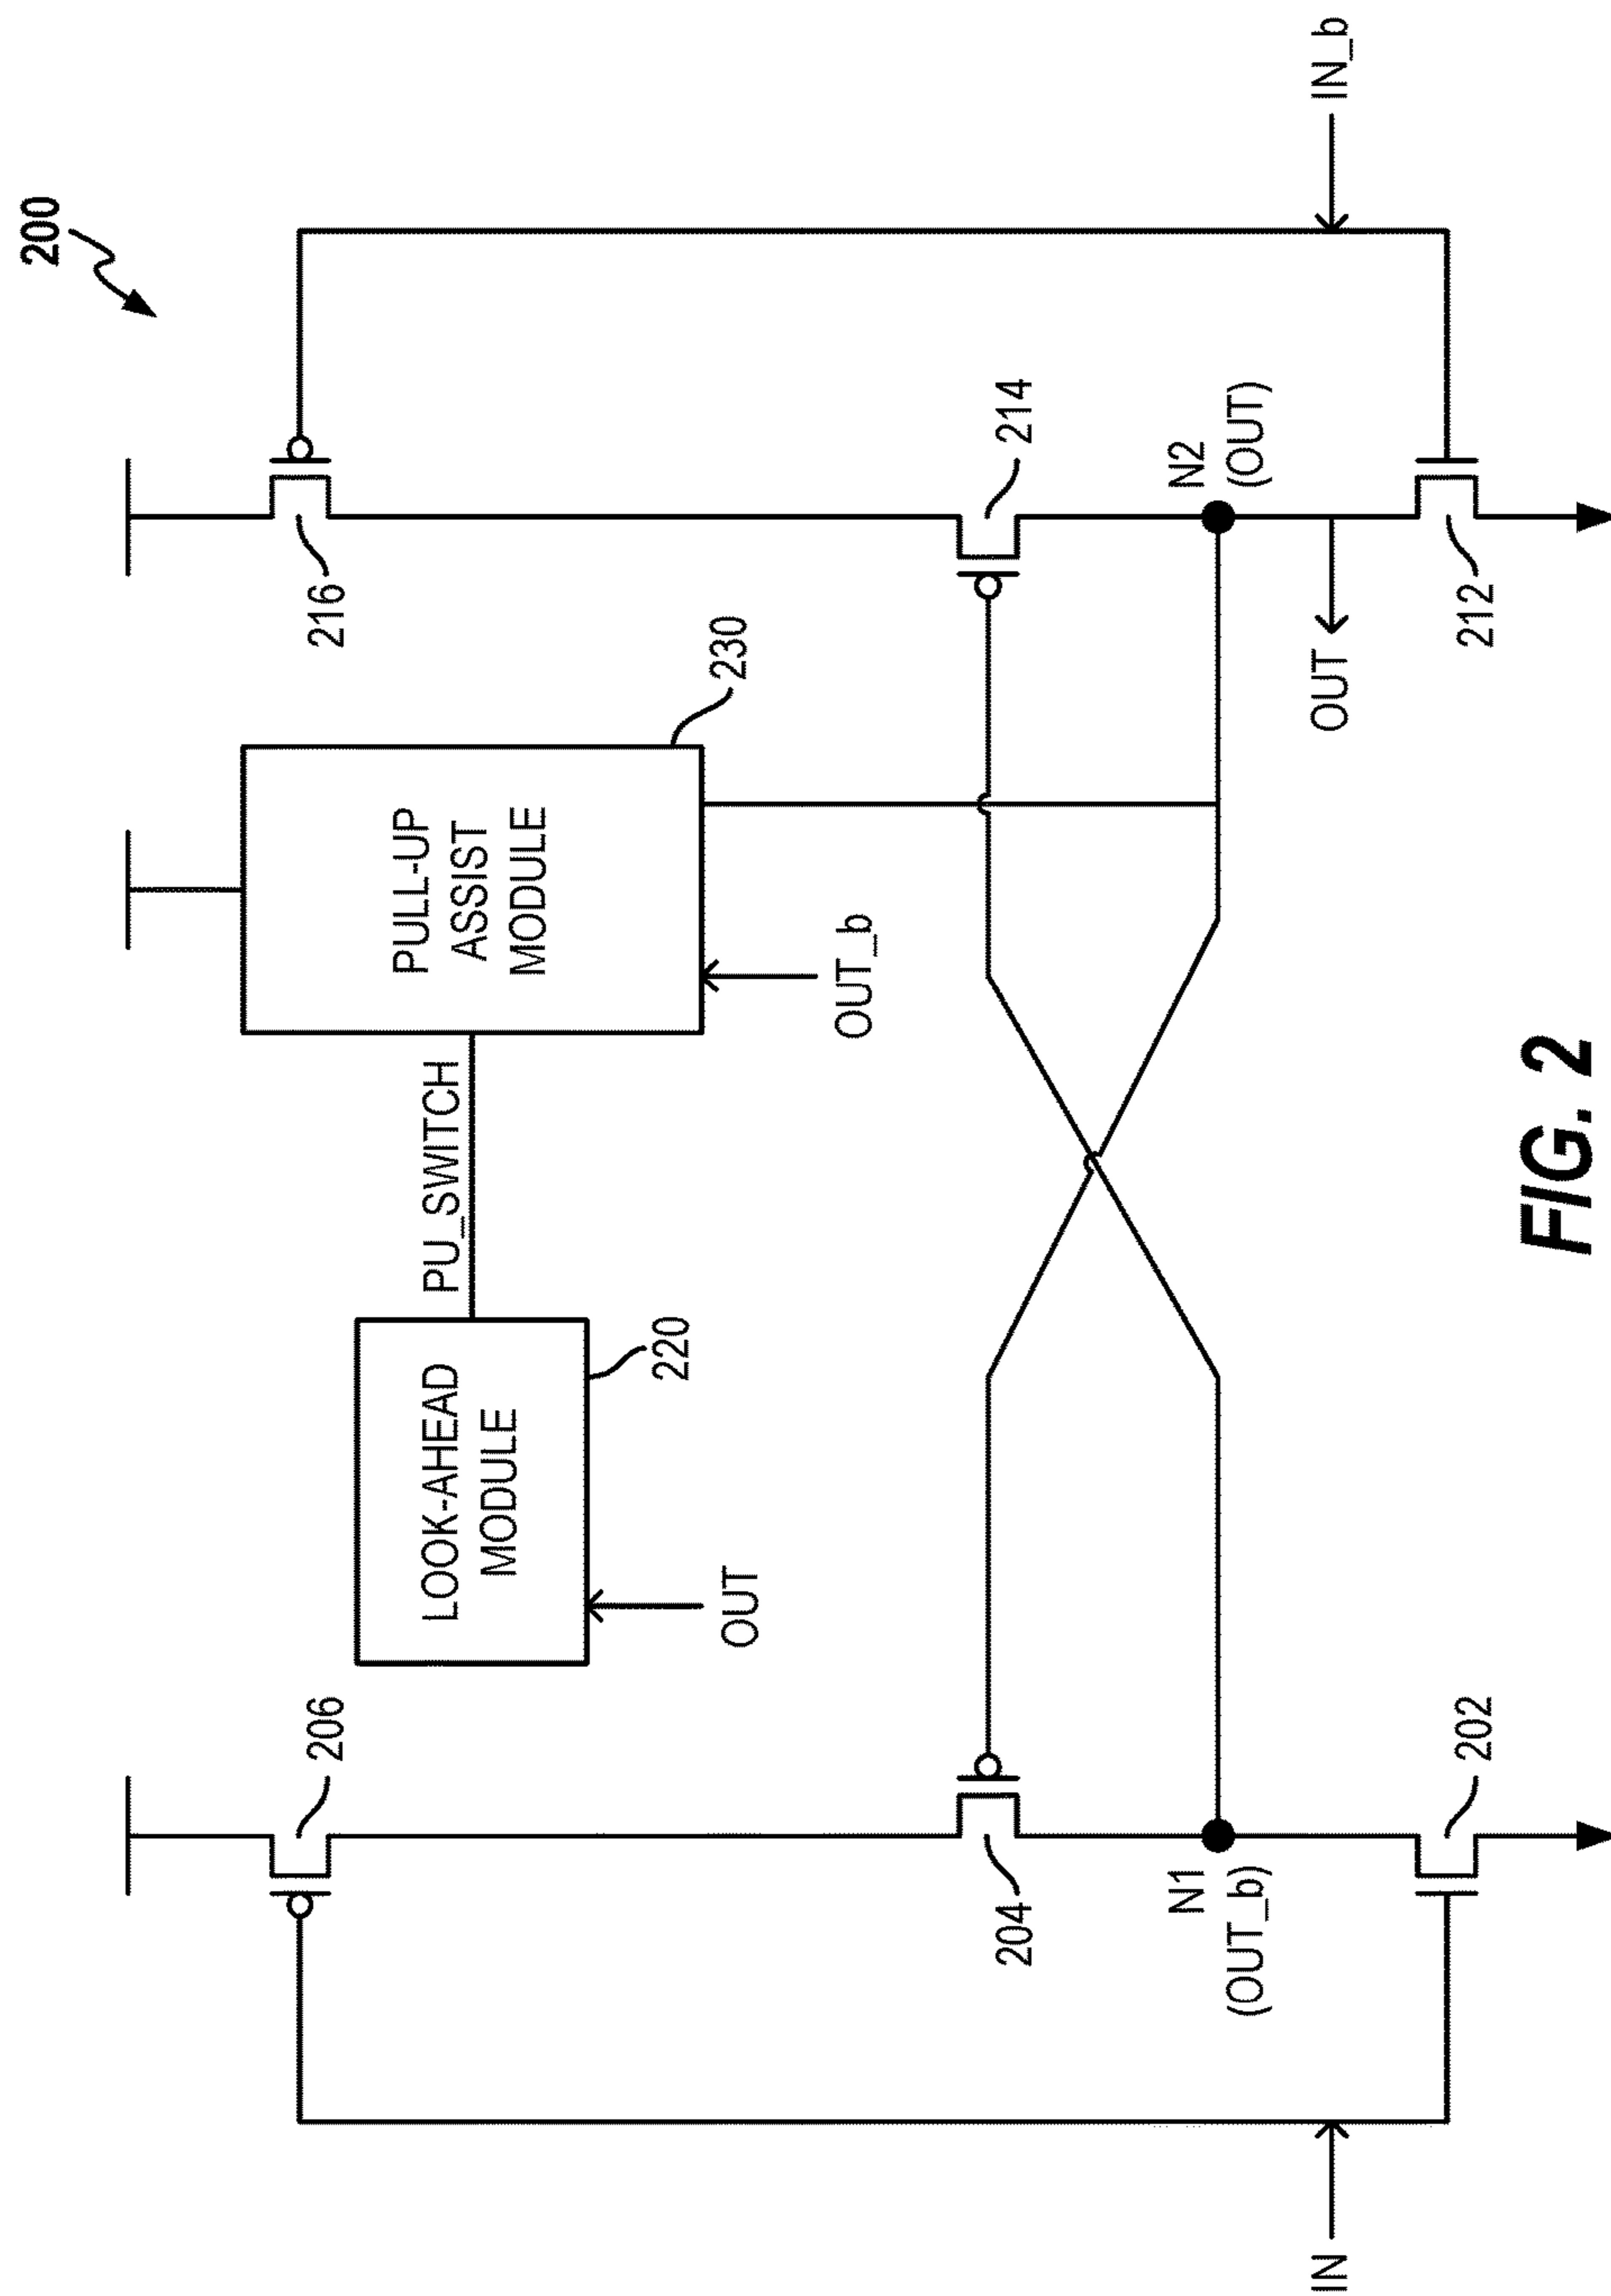 200
206
216
LOOK-AHEAD
MODULE
220
OUT
PU_SWITCH
PULL-UP
ASSIST
MODULE
230
OUT_b
204
214
N1
(OUT_b)
N2
(OUT)
IN
OUT
IN_b
202
212
FIG. 2